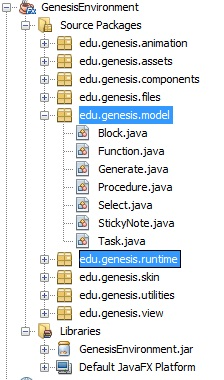 GenesisEnvironment
Source Packages
edu.genesis.animation
edu.genesis.assets
edu.genesis.components
edu.genesis.files
edu.genesis.model
Block.java
Function.java
Generate.java
Procedure.java
Select.java
StickyNote.java
Task.java
edu.genesis.runtime
edu.genesis.skin
edu.genesis.utilities
edu.genesis.view
Libraries
GenesisEnvironment.jar
Default JavaFX Platform